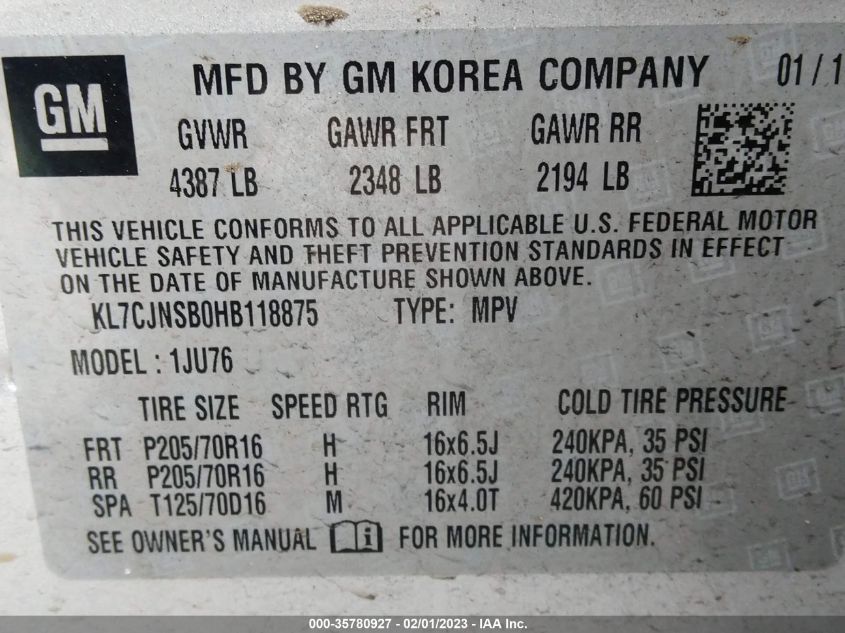 GM
MFD BY GM KOREA COMPANY 01/1
GVWR GAWR FRT GAWR RR
4387 LB 2348 LB 2194 LB
THIS VEHICLE CONFORMS TO ALL APPLICABLE U.S. FEDERAL MOTOR
VEHICLE SAFETY AND THEFT PREVENTION STANDARDS IN EFFECT
ON THE DATE OF MANUFACTURE SHOWN ABOVE.
KL7CJNSB0HB118875 TYPE: MPV
MODEL : 1JU76
TIRE SIZE SPEED RTG RIM COLD TIRE PRESSURE
FRT P205/70R16 H 16x6.5J 240KPA, 35 PSI
RR P205/70R16 H 16x6.5J 240KPA, 35 PSI
SPA T125/70D16 M 16x4.0T 420KPA, 60 PSI
SEE OWNER'S MANUAL i FOR MORE INFORMATION.
000-35780927 - 02/01/2023 - IAA Inc.